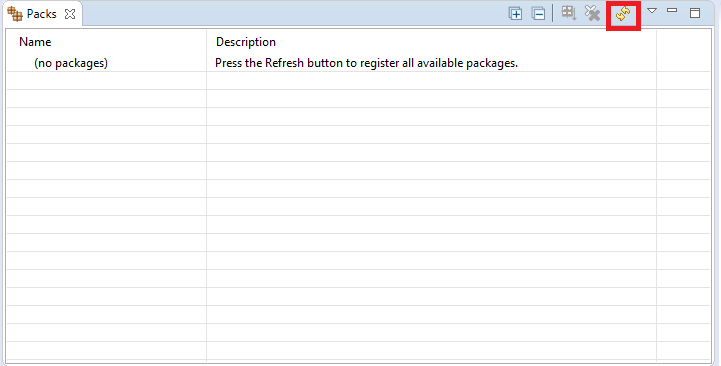 Packs
Name Description
(no packages) Press the Refresh button to register all available packages.